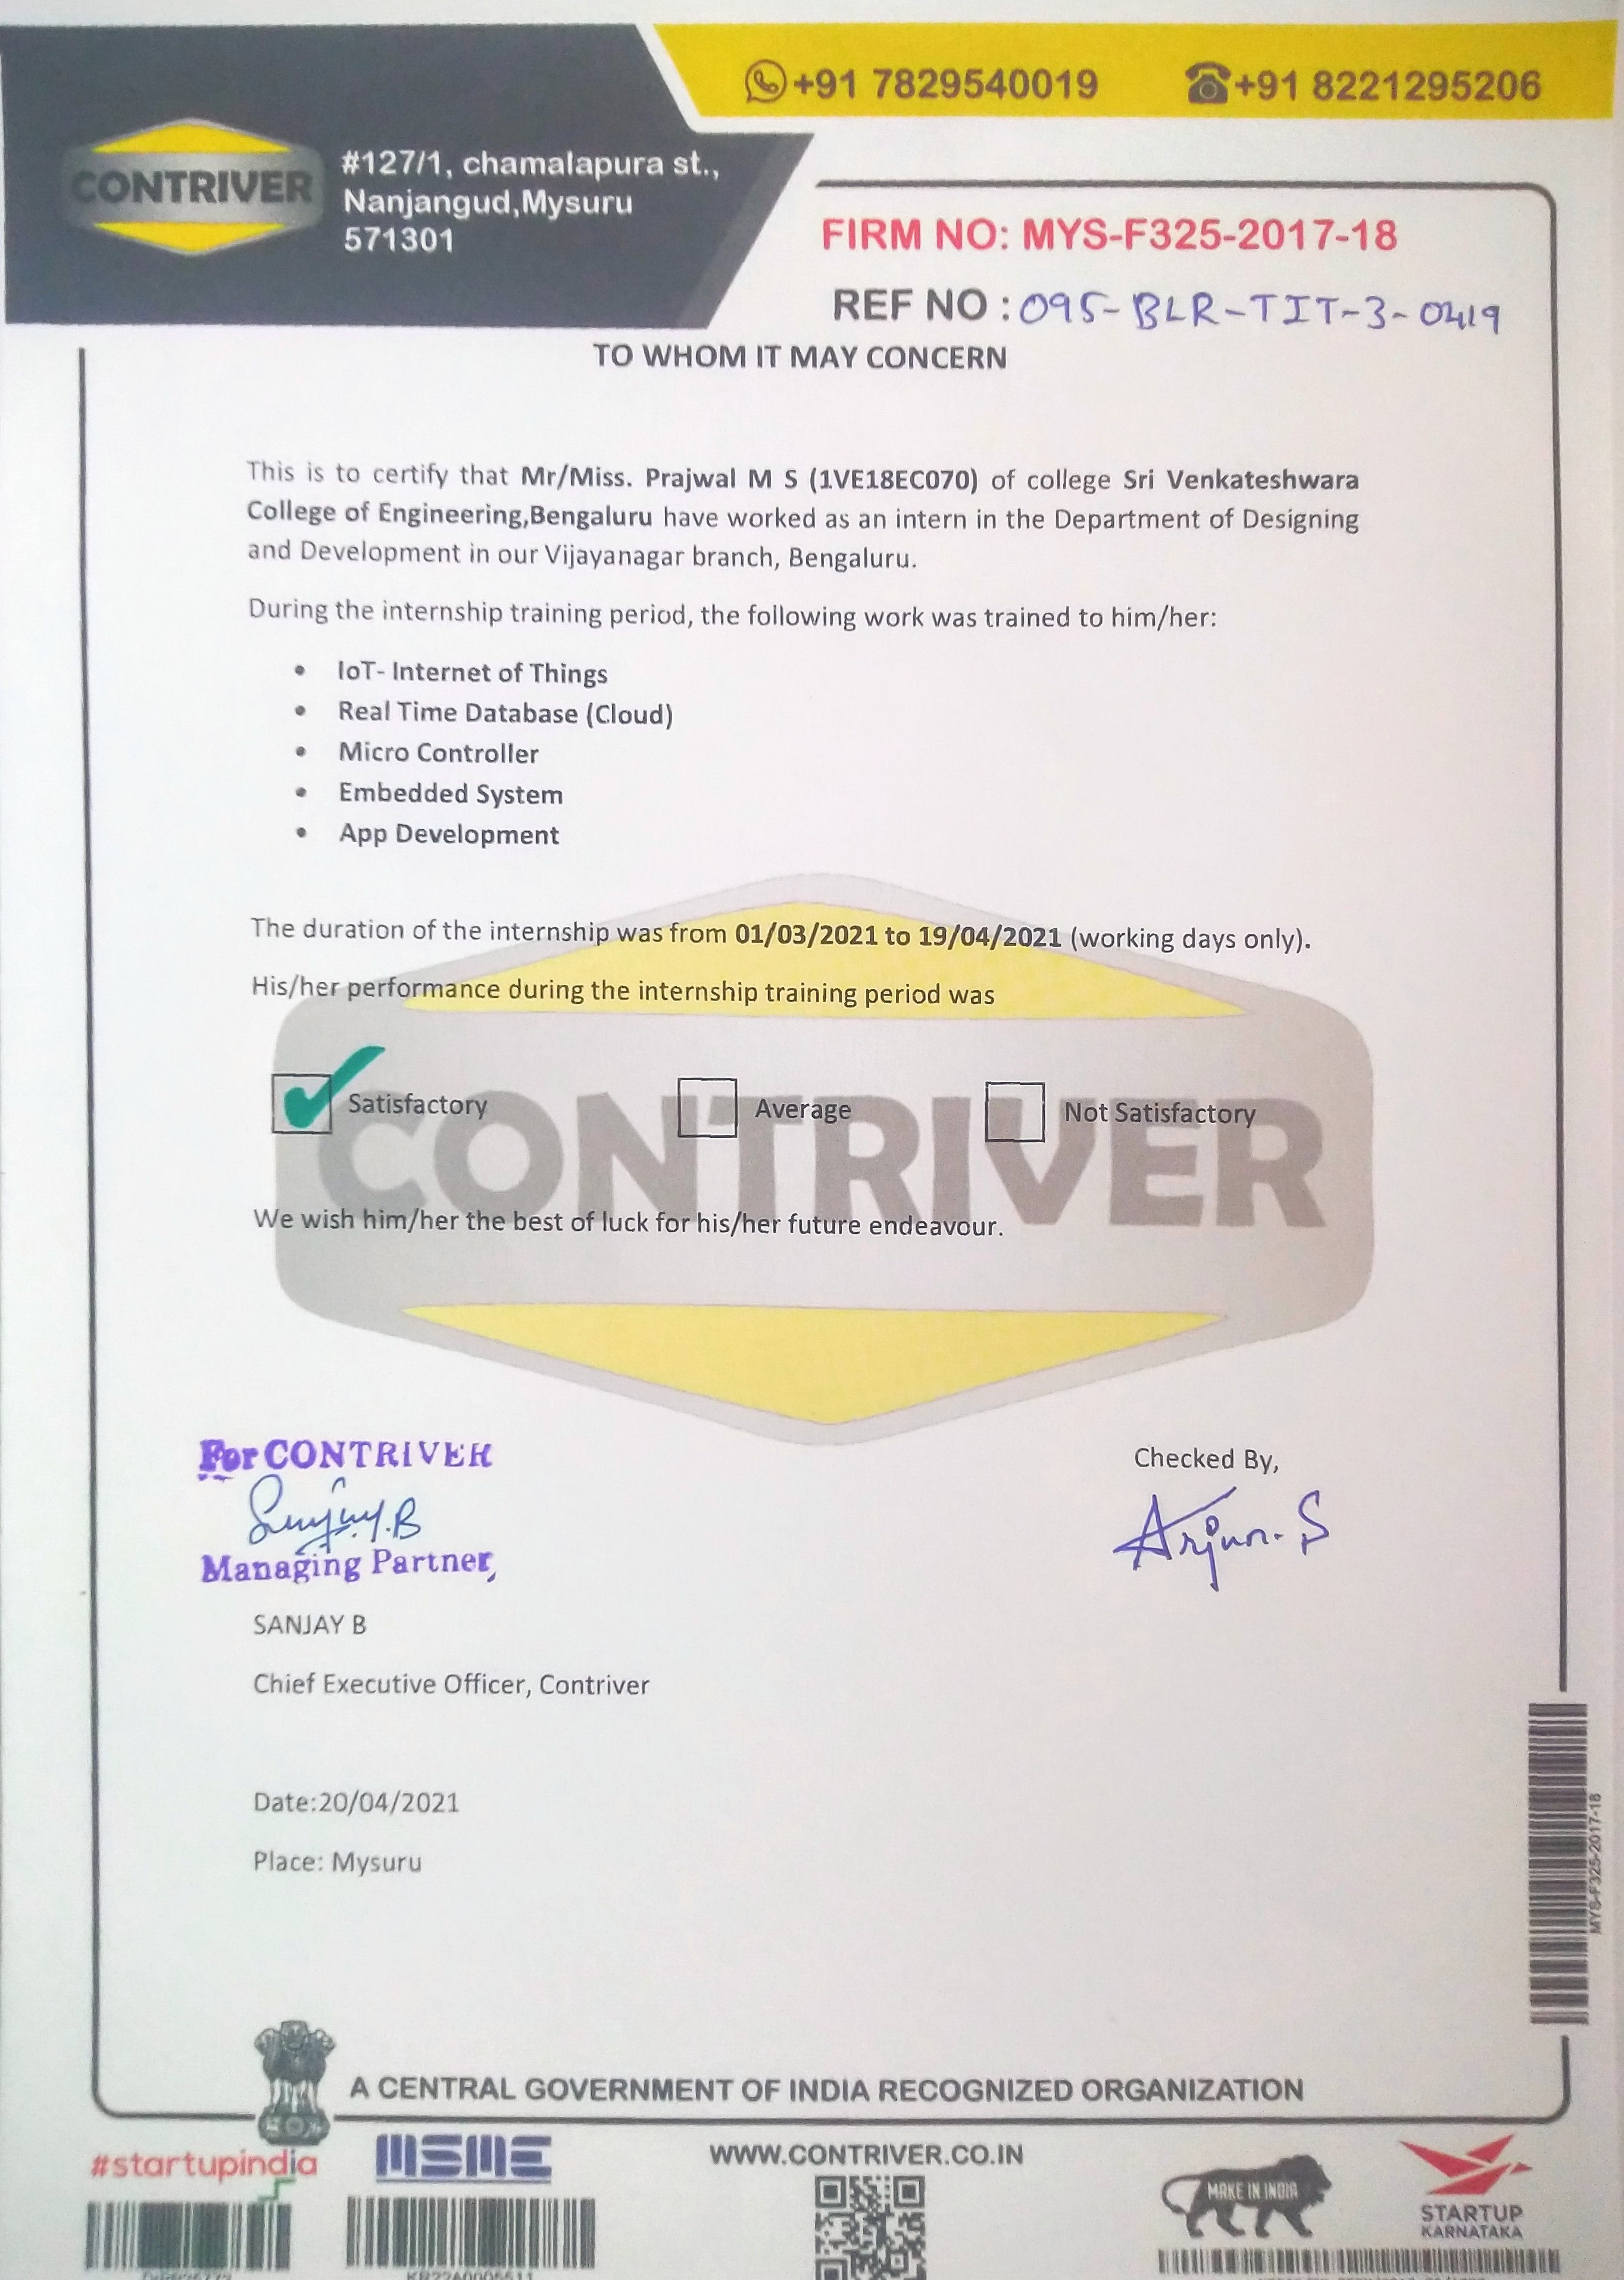 +91 7829540019 +91 8221295206
CONTRIVER
#127/1, chamalapura st.,
Nanjangud,Mysuru
571301
FIRM NO: MYS-F325-2017-18
REF NO : 095-BLR-TIT-3-0419
TO WHOM IT MAY CONCERN
This is to certify that Mr/Miss. Prajwal M S (1VE18EC070) of college Sri Venkateshwara
College of Engineering,Bengaluru have worked as an intern in the Department of Designing
and Development in our Vijayanagar branch, Bengaluru.
During the internship training period, the following work was trained to him/her:
• IoT- Internet of Things
• Real Time Database (Cloud)
• Micro Controller
• Embedded System
• App Development
The duration of the internship was from 01/03/2021 to 19/04/2021 (working days only).
His/her performance during the internship training period was
Satisfactory Average Not Satisfactory
CONTRIVER
We wish him/her the best of luck for his/her future endeavour.
For CONTRIVER
Sanjay.B
Managing Partner,
Checked By,
Arjun. S
SANJAY B
Chief Executive Officer, Contriver
Date:20/04/2021
Place: Mysuru
MYS-F325-2017-18
A CENTRAL GOVERNMENT OF INDIA RECOGNIZED ORGANIZATION
#startupindia
MSME
WWW.CONTRIVER.CO.IN
MAKE IN INDIA
STARTUP
KARNATAKA